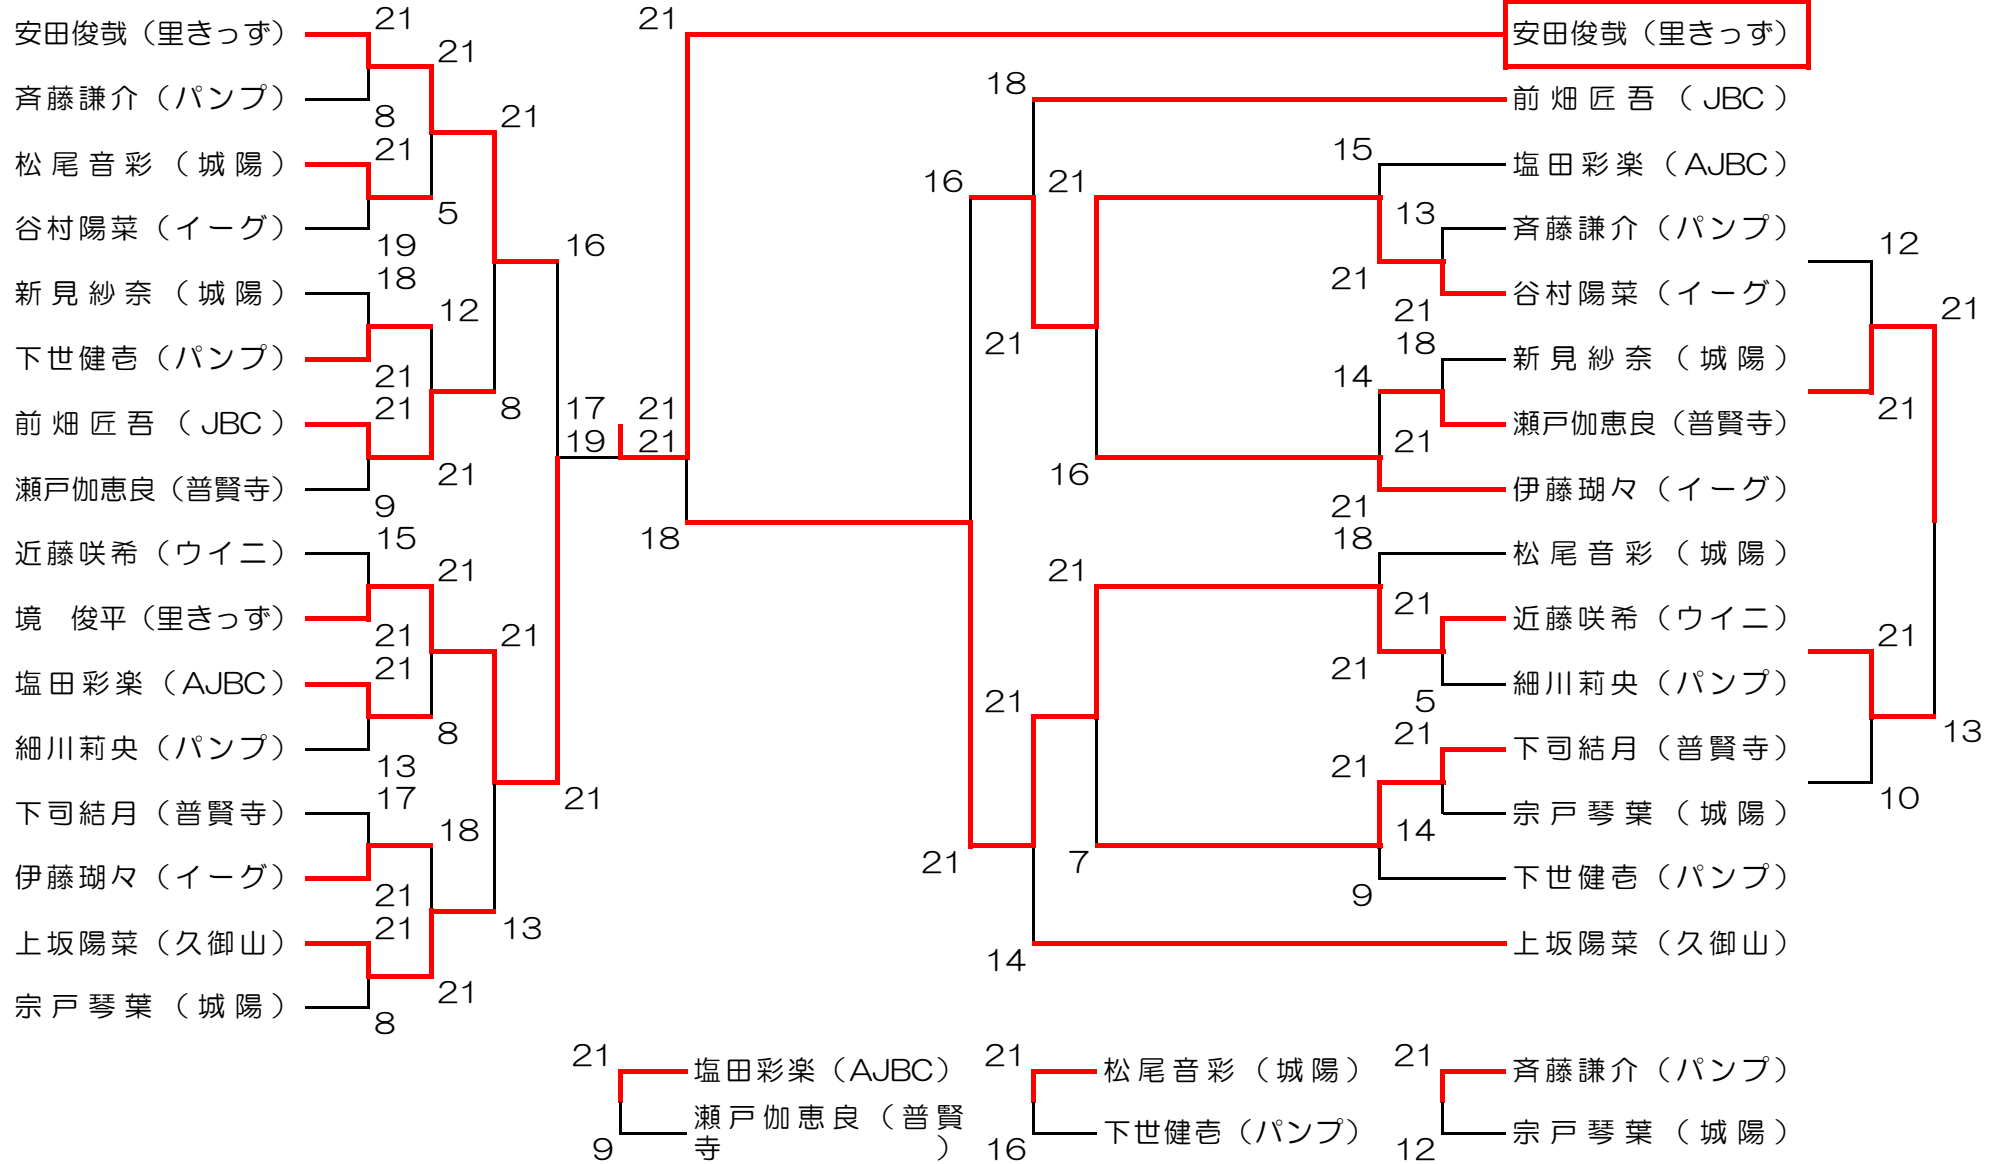 安田俊哉（里きっず）
斉藤謙介（パンプ）
松尾音彩（城陽）
谷村陽菜（イーグ）
新見紗奈（城陽）
下世健壱（パンプ）
前畑匠吾（JBC）
瀬戸伽恵良（普賢寺）
近藤咲希（ウイニ）
境　俊平（里きっず）
塩田彩楽（AJBC）
細川莉央（パンプ）
下司結月（普賢寺）
伊藤瑚々（イーグ）
上坂陽菜（久御山）
宗戸琴葉（城陽）
21
8
21
19
18
21
21
9
15
21
21
13
17
21
21
8
21
5
12
21
21
8
18
21
21
8
21
13
16
21
17
19
21
21
21
18
16
21
18
21
21
14
21
16
21
7
15
21
14
21
18
21
21
9
13
21
18
21
21
5
21
14
安田俊哉（里きっず）
前畑匠吾（JBC）
塩田彩楽（AJBC）
斉藤謙介（パンプ）
谷村陽菜（イーグ）
新見紗奈（城陽）
瀬戸伽恵良（普賢寺）
伊藤瑚々（イーグ）
松尾音彩（城陽）
近藤咲希（ウイニ）
細川莉央（パンプ）
下司結月（普賢寺）
宗戸琴葉（城陽）
下世健壱（パンプ）
上坂陽菜（久御山）
12
21
21
10
21
13
21
塩田彩楽（AJBC）
瀬戸伽恵良（普賢
寺）
9
21
松尾音彩（城陽）
下世健壱（パンプ）
16
21
斉藤謙介（パンプ）
宗戸琴葉（城陽）
12